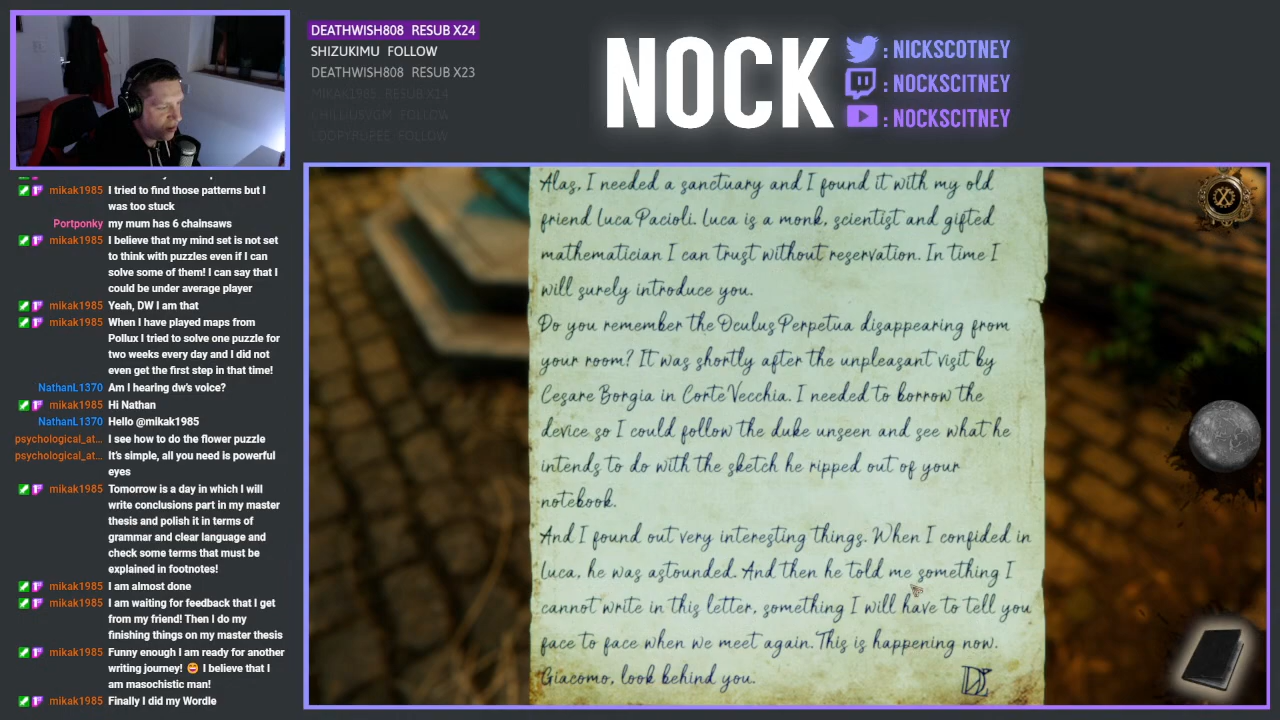 DEATHWISH808 RESUB X24
SHIZUKIMU FOLLOW
DEATHWISH808 RESUB X23
MIKAK1985 RESUB X14
NOCK
: NICKSCOTNEY
: NOCKSCITNEY
: NOCKSCITNEY
mikak1985 I tried to find those patterns but I
was too stuck
Portponky my mum has 6 chainsaws
mikak1985 I believe that my mind set is not set
to think with puzzles even if I can
solve some of them! I can say that I
could be under average player
mikak1985 Yeah, DW I am that
mikak1985 When I have played maps from
Pollux I tried to solve one puzzle for
two weeks every day and I did not
even get the first step in that time!
NathanL1370 Am I hearing dw's voice?
mikak1985 Hi Nathan
NathanL1370 Hello @mikak1985
psychological_at... I see how to do the flower puzzle
psychological_at... It's simple, all you need is powerful
eyes
mikak1985 Tomorrow is a day in which I will
write conclusions part in my master
thesis and polish it in terms of
grammar and clear language and
check some terms that must be
explained in footnotes!
mikak1985 I am almost done
mikak1985 I am waiting for feedback that I get
from my friend! Then I do my
finishing things on my master thesis
mikak1985 Funny enough I am ready for another
writing journey! 😄 I believe that I
am masochistic man!
mikak1985 Finally I did my Wordle
Alas, I needed a sanctuary and I found it with my old
friend Luca Pacioli. Luca is a monk, scientist and gifted
mathematician I can trust without reservation. In time I
will surely introduce you.
Do you remember the Oculus Perpetua disappearing from
your room? It was shortly after the unpleasant visit by
Cesare Borgia in Corte Vecchia. I needed to borrow the
device so I could follow the duke unseen and see what he
intends to do with the sketch he ripped out of your
notebook.
And I found out very interesting things. When I confided in
Luca, he was astounded. And then he told me something I
cannot write in this letter, something I will have to tell you
face to face when we meet again. This is happening now.
Giacomo, look behind you.